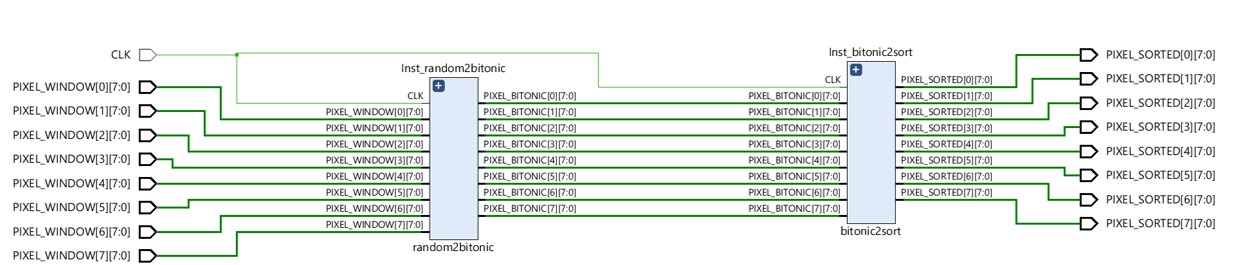 CLK
PIXEL_WINDOW[0][7:0]
PIXEL_WINDOW[1][7:0]
PIXEL_WINDOW[2][7:0]
PIXEL_WINDOW[3][7:0]
PIXEL_WINDOW[4][7:0]
PIXEL_WINDOW[5][7:0]
PIXEL_WINDOW[6][7:0]
PIXEL_WINDOW[7][7:0]
Inst_random2bitonic
CLK
PIXEL_WINDOW[0][7:0]
PIXEL_WINDOW[1][7:0]
PIXEL_WINDOW[2][7:0]
PIXEL_WINDOW[3][7:0]
PIXEL_WINDOW[4][7:0]
PIXEL_WINDOW[5][7:0]
PIXEL_WINDOW[6][7:0]
PIXEL_WINDOW[7][7:0]
PIXEL_BITONIC[0][7:0]
PIXEL_BITONIC[1][7:0]
PIXEL_BITONIC[2][7:0]
PIXEL_BITONIC[3][7:0]
PIXEL_BITONIC[4][7:0]
PIXEL_BITONIC[5][7:0]
PIXEL_BITONIC[6][7:0]
PIXEL_BITONIC[7][7:0]
random2bitonic
Inst_bitonic2sort
CLK
PIXEL_BITONIC[0][7:0]
PIXEL_BITONIC[1][7:0]
PIXEL_BITONIC[2][7:0]
PIXEL_BITONIC[3][7:0]
PIXEL_BITONIC[4][7:0]
PIXEL_BITONIC[5][7:0]
PIXEL_BITONIC[6][7:0]
PIXEL_BITONIC[7][7:0]
PIXEL_SORTED[0][7:0]
PIXEL_SORTED[1][7:0]
PIXEL_SORTED[2][7:0]
PIXEL_SORTED[3][7:0]
PIXEL_SORTED[4][7:0]
PIXEL_SORTED[5][7:0]
PIXEL_SORTED[6][7:0]
PIXEL_SORTED[7][7:0]
bitonic2sort
PIXEL_SORTED[0][7:0]
PIXEL_SORTED[1][7:0]
PIXEL_SORTED[2][7:0]
PIXEL_SORTED[3][7:0]
PIXEL_SORTED[4][7:0]
PIXEL_SORTED[5][7:0]
PIXEL_SORTED[6][7:0]
PIXEL_SORTED[7][7:0]